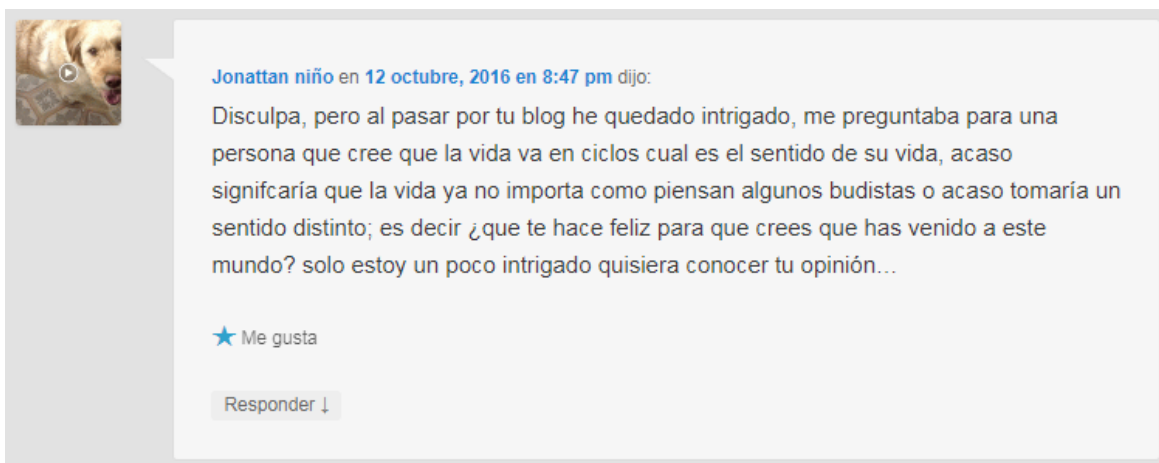 Jonattan niño en 12 octubre, 2016 en 8:47 pm dijo:
Disculpa, pero al pasar por tu blog he quedado intrigado, me preguntaba para una
persona que cree que la vida va en ciclos cual es el sentido de su vida, acaso
signifcaría que la vida ya no importa como piensan algunos budistas o acaso tomaría un
sentido distinto; es decir ¿que te hace feliz para que crees que has venido a este
mundo? solo estoy un poco intrigado quisiera conocer tu opinión…
Me gusta
Responder ↓